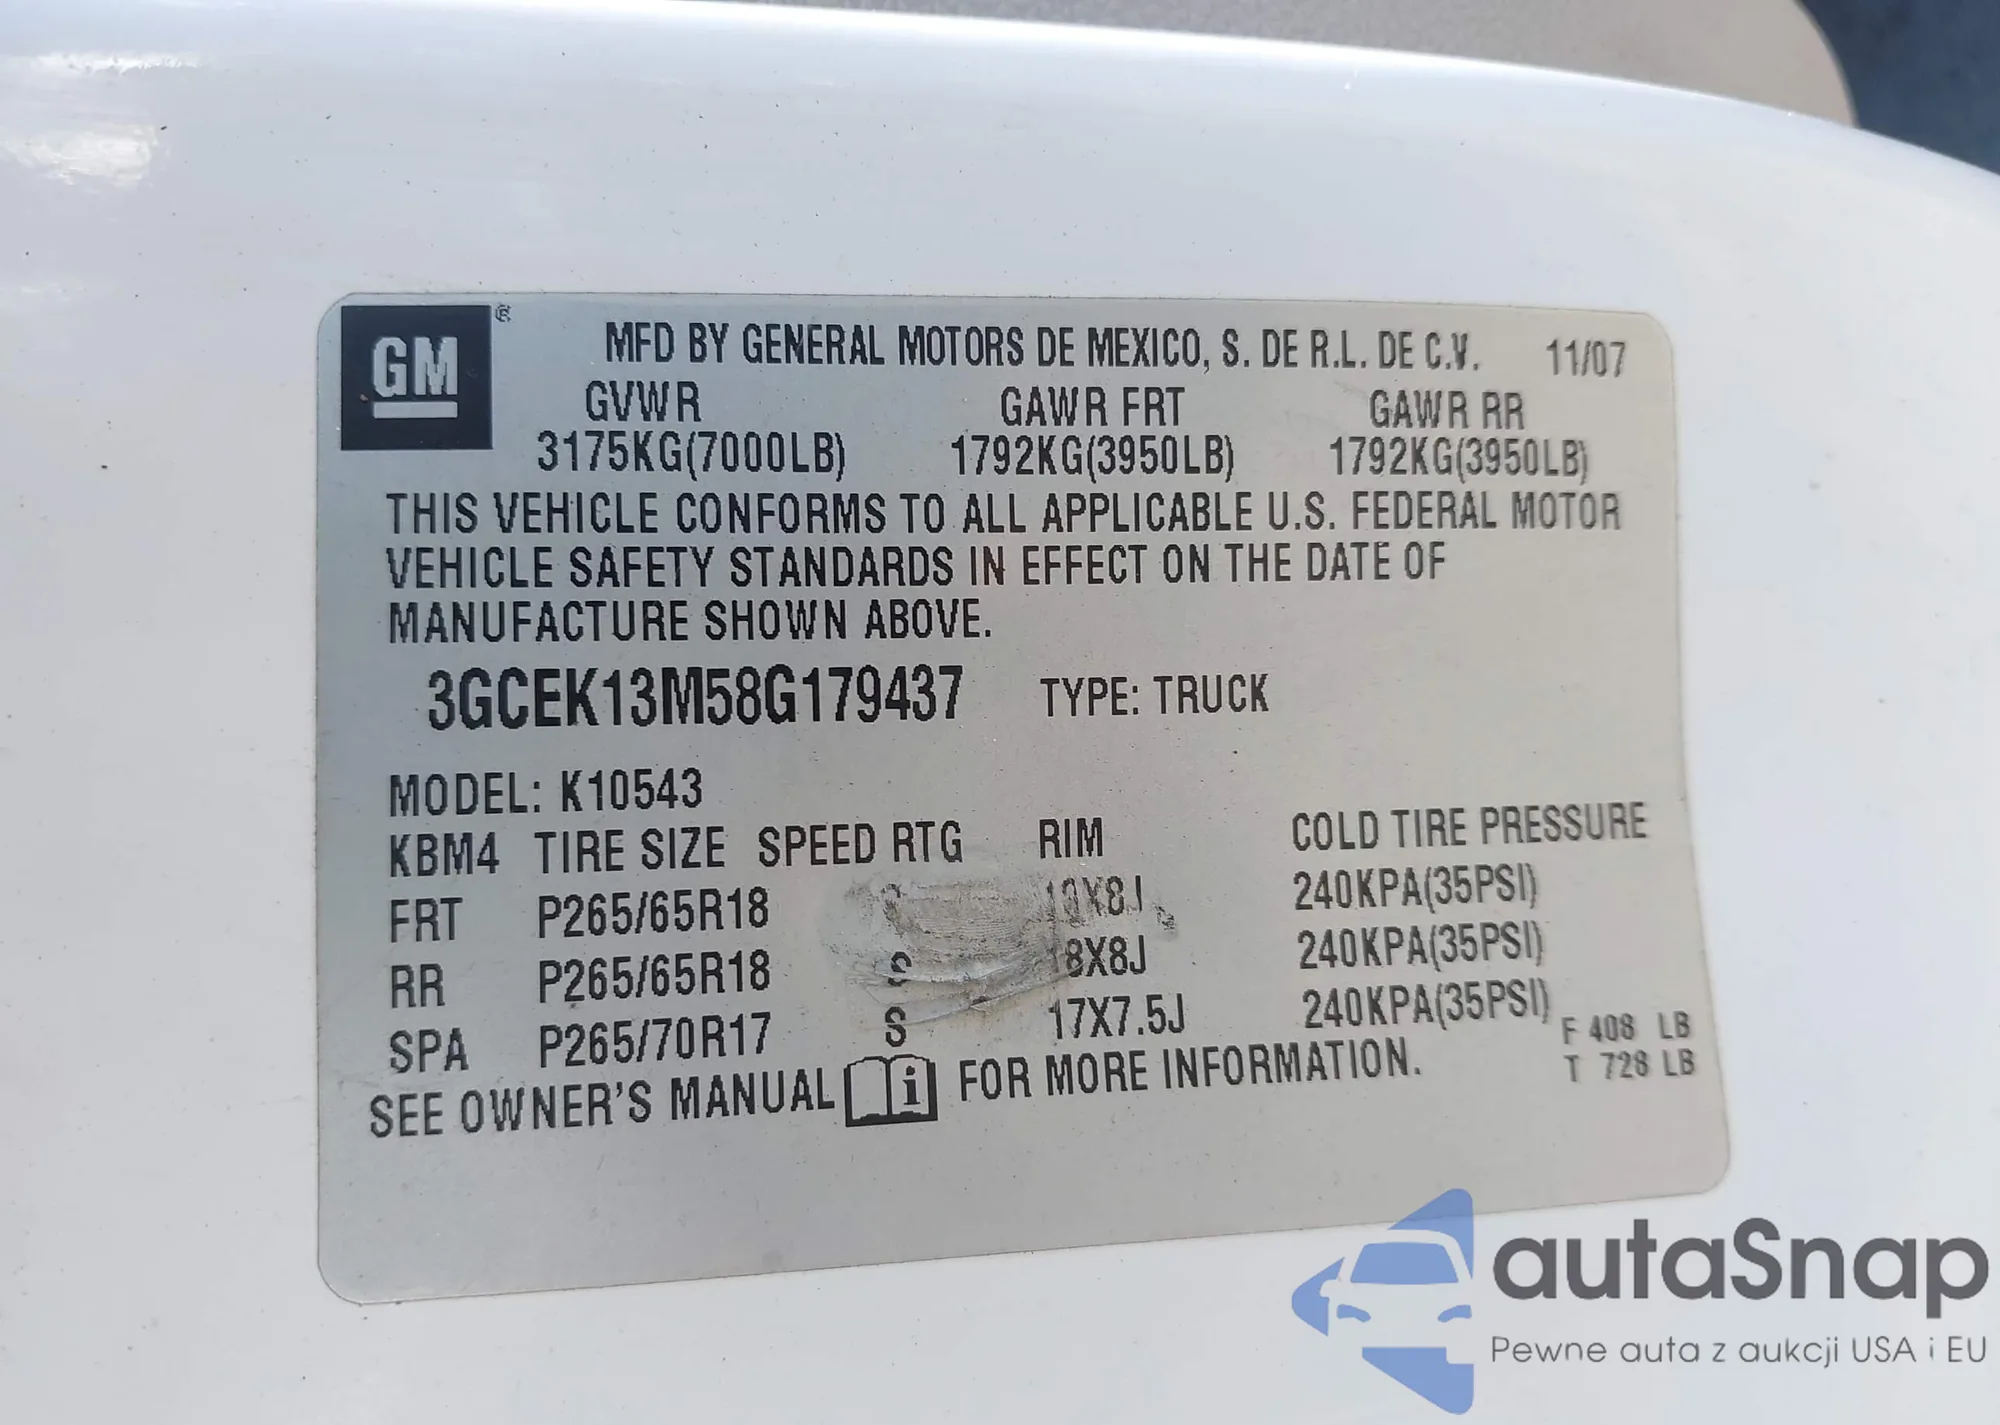 GM ®
MFD BY GENERAL MOTORS DE MEXICO, S. DE R.L. DE C.V. 11/07
GVWR GAWR FRT GAWR RR
3175KG(7000LB) 1792KG(3950LB) 1792KG(3950LB)
THIS VEHICLE CONFORMS TO ALL APPLICABLE U.S. FEDERAL MOTOR
VEHICLE SAFETY STANDARDS IN EFFECT ON THE DATE OF
MANUFACTURE SHOWN ABOVE.
3GCEK13M58G179437 TYPE: TRUCK
MODEL: K10543
KBM4 TIRE SIZE SPEED RTG RIM COLD TIRE PRESSURE
FRT P265/65R18 240KPA(35PSI)
RR P265/65R18 S 18X8J 240KPA(35PSI)
SPA P265/70R17 S 17X7.5J 240KPA(35PSI)
F 408 LB
T 728 LB
SEE OWNER'S MANUAL i FOR MORE INFORMATION.
autaSnap
Pewne auta z aukcji USA i EU